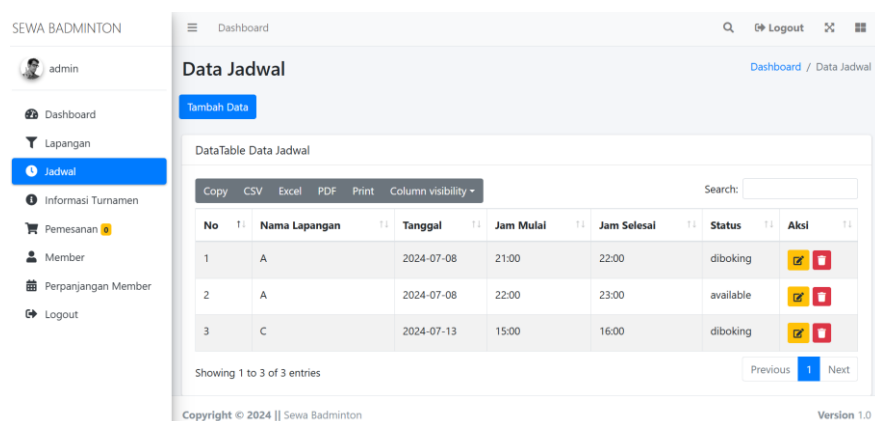 SEWA BADMINTON
Dashboard
Logout
admin
Data Jadwal
Dashboard / Data Jadwal
Tambah Data
Dashboard
Lapangan
Jadwal
Informasi Turnamen
Pemesanan 0
Member
Perpanjangan Member
Logout
DataTable Data Jadwal
Copy CSV Excel PDF Print Column visibility
Search:
No Nama Lapangan Tanggal Jam Mulai Jam Selesai Status Aksi
1 A 2024-07-08 21:00 22:00 diboking
2 A 2024-07-08 22:00 23:00 available
3 C 2024-07-13 15:00 16:00 diboking
Showing 1 to 3 of 3 entries
Previous 1 Next
Copyright © 2024 || Sewa Badminton
Version 1.0